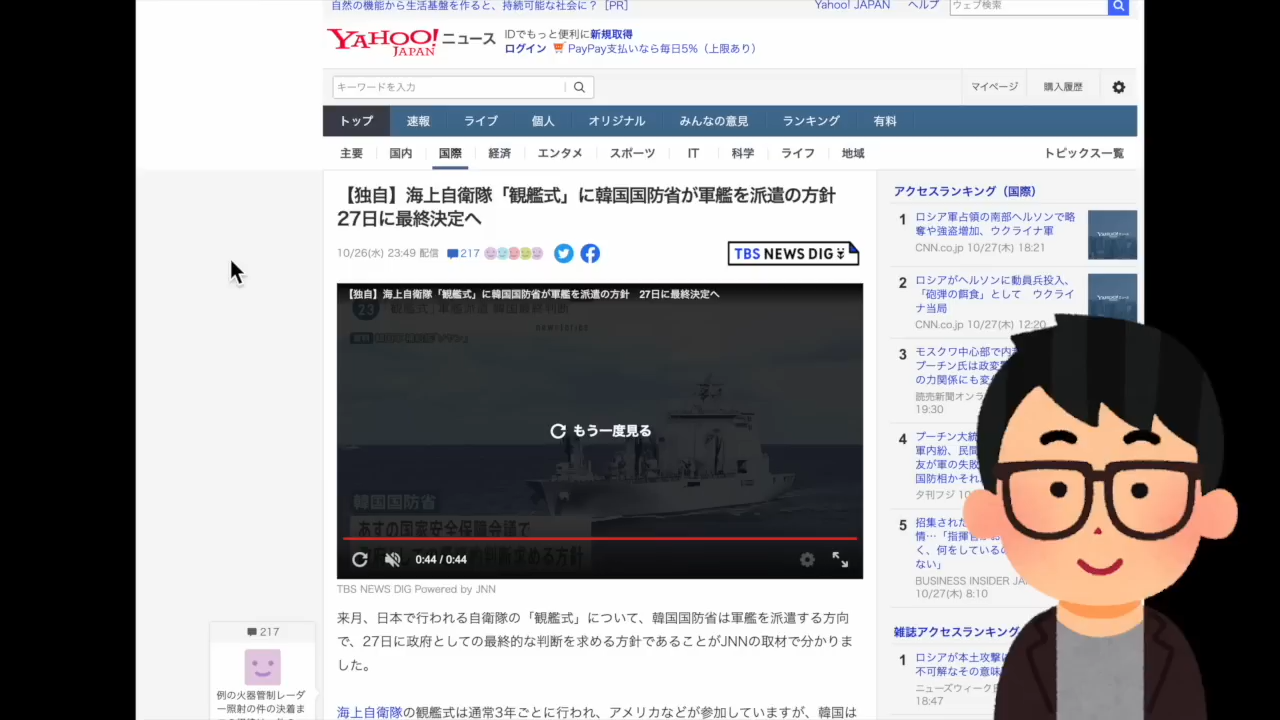 自然の機能から生活基盤を作ると、持続可能な社会に？ [PR]
Yahoo! JAPAN ヘルプ
ウェブ検索
YAHOO! JAPAN ニュース
IDでもっと便利に新規取得
ログイン PayPay支払いなら毎日5%（上限あり）
キーワードを入力
マイページ 購入履歴
トップ 速報 ライブ 個人 オリジナル みんなの意見 ランキング 有料
主要 国内 国際 経済 エンタメ スポーツ IT 科学 ライフ 地域 トピックス一覧
【独自】海上自衛隊「観艦式」に韓国国防省が軍艦を派遣の方針
27日に最終決定へ
10/26(水) 23:49 配信 217
TBS NEWS DIG
【独自】海上自衛隊「観艦式」に韓国国防省が軍艦を派遣の方針 27日に最終決定へ
23
もう一度見る
韓国国防省
あすの国家安全保障会議で
0:44 / 0:44
TBS NEWS DIG Powered by JNN
来月、日本で行われる自衛隊の「観艦式」について、韓国国防省は軍艦を派遣する方向
で、27日に政府としての最終的な判断を求める方針であることがJNNの取材で分かりま
した。
海上自衛隊の観艦式は通常3年ごとに行われ、アメリカなどが参加していますが、韓国は
217
例の火器管制レーダ
ー照射の件の決着ま
アクセスランキング（国際）
1
ロシア軍占領の南部ヘルソンで略
奪や強盗増加、ウクライナ軍
CNN.co.jp 10/27(木) 18:21
2
ロシアがヘルソンに動員兵投入、
「砲弾の餌食」として ウクライ
ナ当局
CNN.co.jp 10/27(木) 12:20
3
モスクワ中心部で内
プーチン氏は政変
の力関係にも変
読売新聞オンラ
19:30
4
プーチン大統
軍内紛、民間
友が軍の失敗
国防相かそれ
夕刊フジ 10
5
招集された
情…「指揮官
く、何をしているの
ない」
BUSINESS INSIDER JA
10/27(木) 8:10
雑誌アクセスランキング
1
ロシアが本土攻撃
不可解なその意味
ニューズウィーク日
18:47